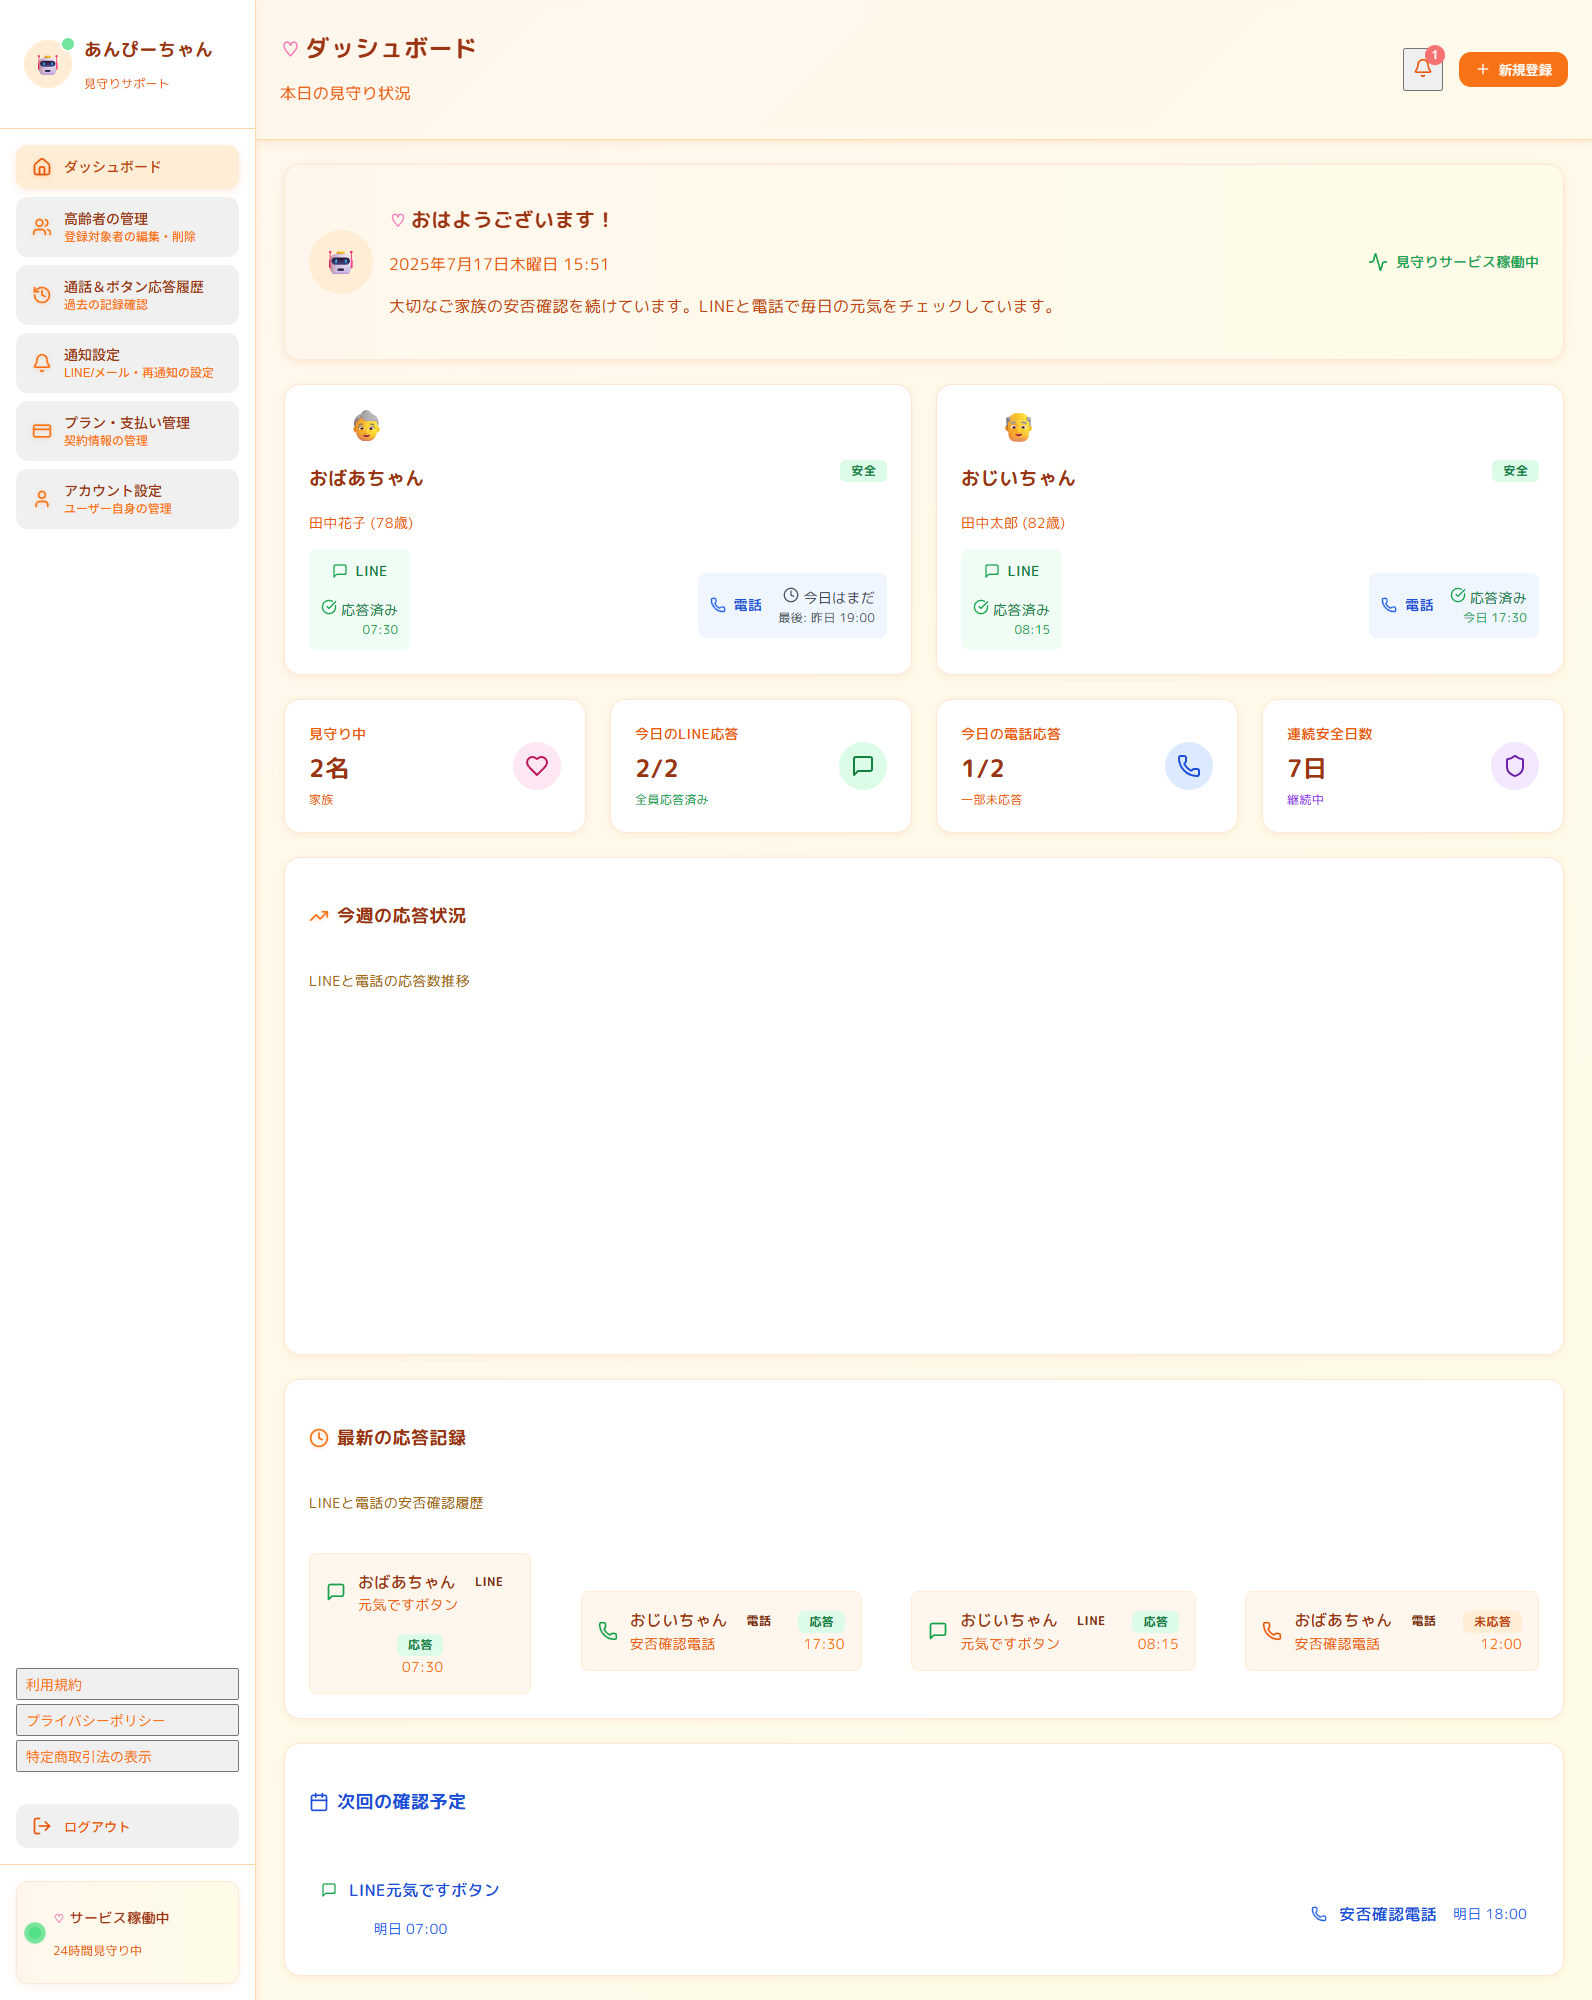 あんぴーちゃん
見守りサポート
ダッシュボード
高齢者の管理
登録対象者の編集・削除
通話＆ボタン応答履歴
過去の記録確認
通知設定
LINE/メール・再通知の設定
プラン・支払い管理
契約情報の管理
アカウント設定
ユーザー自身の管理
利用規約
プライバシーポリシー
特定商取引法の表示
ログアウト
♡ サービス稼働中
24時間見守り中
♡ ダッシュボード
本日の見守り状況
1
新規登録
♡ おはようございます！
2025年7月17日木曜日 15:51
大切なご家族の安否確認を続けています。LINEと電話で毎日の元気をチェックしています。
見守りサービス稼働中
おばあちゃん
安全
田中花子 (78歳)
LINE
応答済み
07:30
電話
今日はまだ
最後: 昨日 19:00
おじいちゃん
安全
田中太郎 (82歳)
LINE
応答済み
08:15
電話
応答済み
今日 17:30
見守り中
2名
家族
今日のLINE応答
2/2
全員応答済み
今日の電話応答
1/2
一部未応答
連続安全日数
7日
継続中
今週の応答状況
LINEと電話の応答数推移
最新の応答記録
LINEと電話の安否確認履歴
おばあちゃん LINE
元気ですボタン
応答
07:30
おじいちゃん 電話 応答
安否確認電話 17:30
おじいちゃん LINE 応答
元気ですボタン 08:15
おばあちゃん 電話 未応答
安否確認電話 12:00
次回の確認予定
LINE元気ですボタン
明日 07:00
安否確認電話 明日 18:00